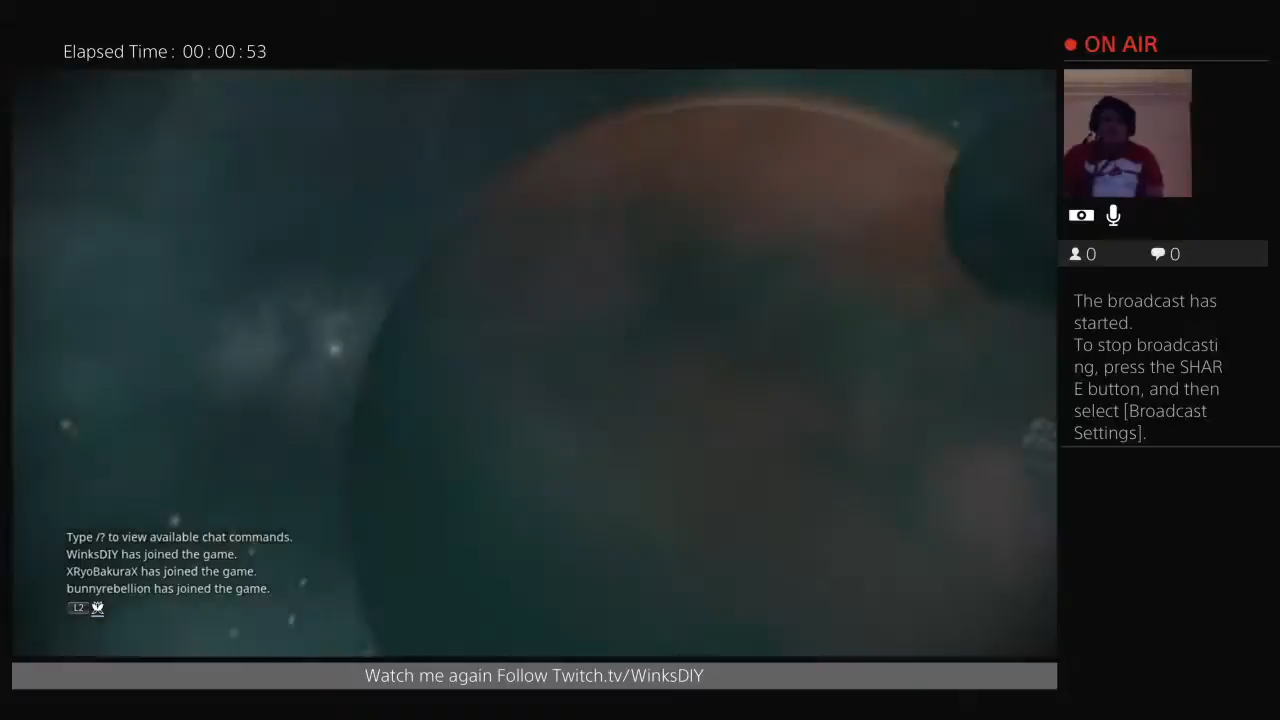 Elapsed Time: 00:00:53
ON AIR
0 0
The broadcast has
started.
To stop broadcasti
ng, press the SHAR
E button, and then
select [Broadcast
Settings].
Type /? to view available chat commands.
WinksDIY has joined the game.
XRyoBakuraX has joined the game.
bunnyrebellion has joined the game.
L2
Watch me again Follow Twitch.tv/WinksDIY